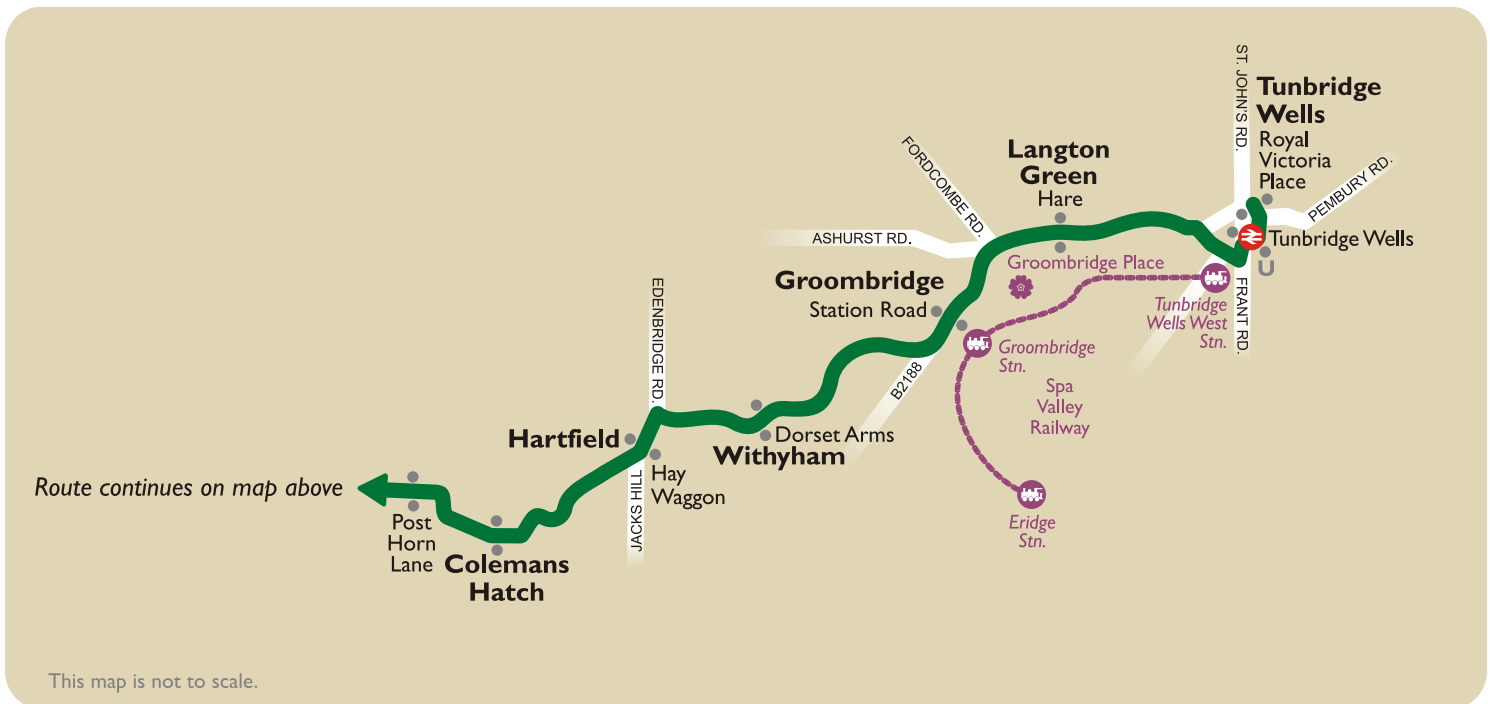 ST. JOHN'S RD.
Tunbridge
Wells
Royal
Victoria
Place
PEMBURY RD.
Tunbridge Wells
U
FRANT RD.
Tunbridge
Wells West
Stn.
Langton
Green
Hare
FORDCOMBE RD.
ASHURST RD.
Groombridge Place
Groombridge
Station Road
Groombridge
Stn.
Spa
Valley
Railway
Eridge
Stn.
B2188
EDENBRIDGE RD.
Dorset Arms
Withyham
Hartfield
Hay
Waggon
JACKS HILL
Route continues on map above
Post
Horn
Lane
Colemans
Hatch
This map is not to scale.